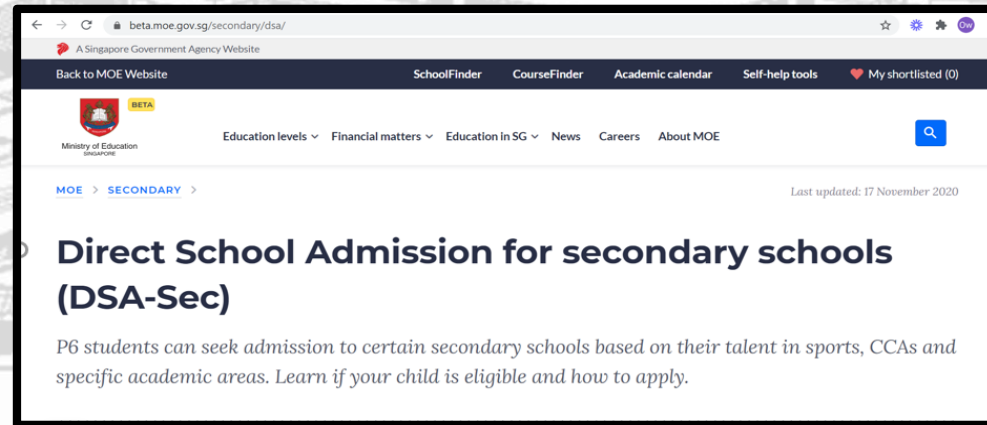 beta.moe.gov.sg/secondary/dsa/
Ow
A Singapore Government Agency Website
Back to MOE Website SchoolFinder CourseFinder Academic calendar Self-help tools My shortlisted (0)
BETA
Ministry of Education
SINGAPORE
Education levels Financial matters Education in SG News Careers About MOE
MOE > SECONDARY >
Last updated: 17 November 2020
Direct School Admission for secondary schools
(DSA-Sec)
P6 students can seek admission to certain secondary schools based on their talent in sports, CCAs and
specific academic areas. Learn if your child is eligible and how to apply.